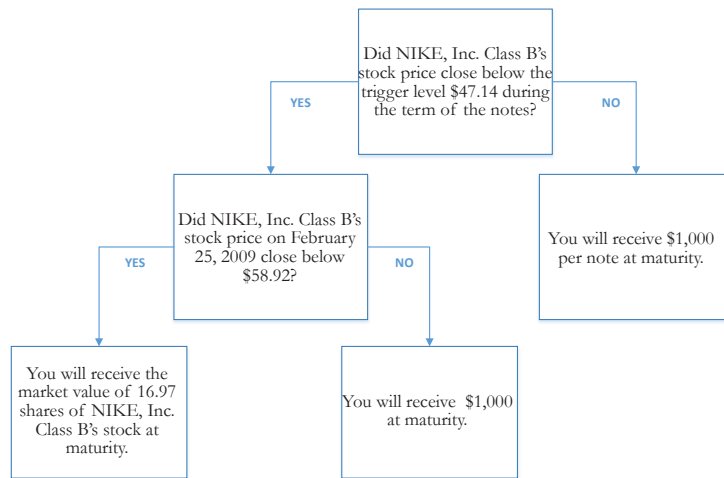 Did NIKE, Inc. Class B's
stock price close below the
trigger level $47.14 during
the term of the notes?
YES
NO
Did NIKE, Inc. Class B's
stock price on February
25, 2009 close below
$58.92?
You will receive $1,000
per note at maturity.
YES
NO
You will receive the
market value of 16.97
shares of NIKE, Inc.
Class B's stock at
maturity.
You will receive $1,000
at maturity.